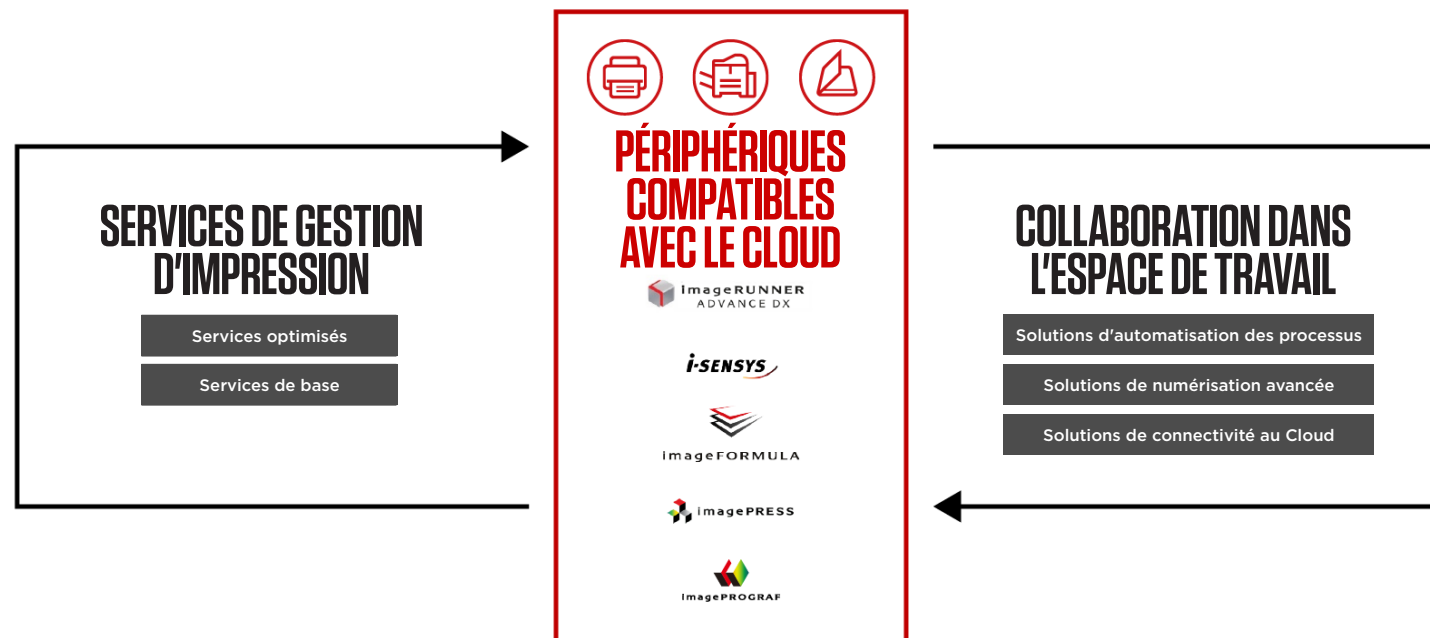 SERVICES DE GESTION
D'IMPRESSION
Services optimisés
Services de base
PÉRIPHÉRIQUES
COMPATIBLES
AVEC LE CLOUD
imageRUNNER
ADVANCE DX
i-SENSYS
imageFORMULA
imagePRESS
imagePROGRAF
COLLABORATION DANS
L'ESPACE DE TRAVAIL
Solutions d'automatisation des processus
Solutions de numérisation avancée
Solutions de connectivité au Cloud